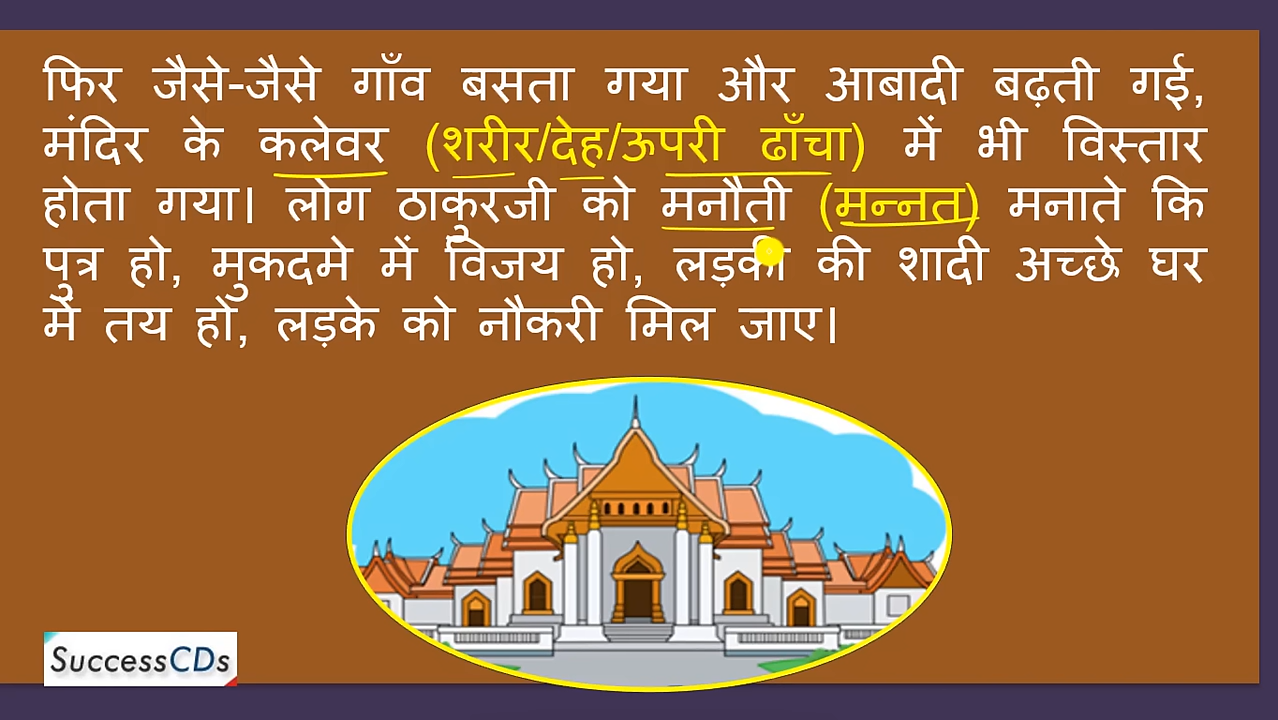 फिर जैसे-जैसे गाँव बसता गया और आबादी बढ़ती गई,
मंदिर के कलेवर (शरीर/देह/ऊपरी ढाँचा) में भी विस्तार
होता गया। लोग ठाकुरजी को मनौती (मन्नत) मनाते कि
पुत्र हो, मुकदमे में विजय हो, लड़की की शादी अच्छे घर
में तय हो, लड़के को नौकरी मिल जाए।
SuccessCDs